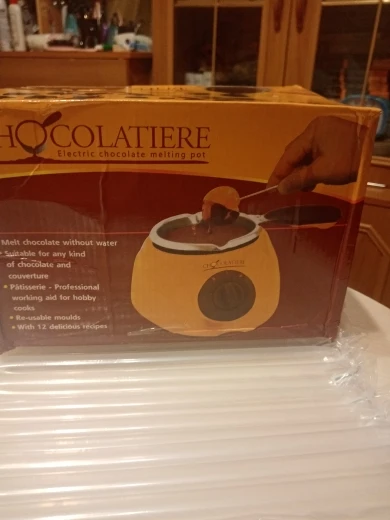 HOCOLATIERE
Electric chocolate melting pot
Melt chocolate without water
• Suitable for any kind
of chocolate and
couverture
• Pâtisserie - Professional
working aid for hobby
cooks
• Re-usable moulds
• With 12 delicious recipes